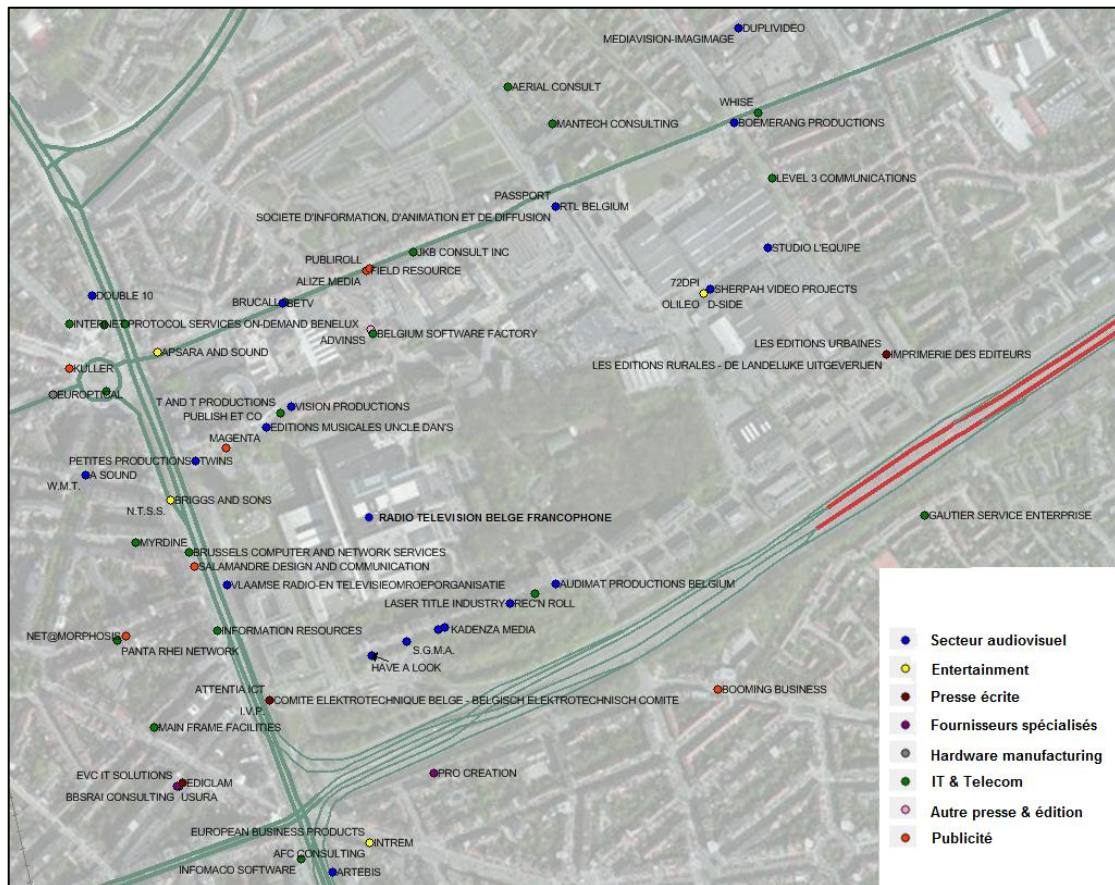 DUPLIVIDEO
MEDIAVISION-IMAGIMAGE
AERIAL CONSULT
WHISE
MANTECH CONSULTING
BOEMERANG PRODUCTIONS
LEVEL 3 COMMUNICATIONS
PASSPORT
RTL BELGIUM
SOCIETE D'INFORMATION, D'ANIMATION ET DE DIFFUSION
STUDIO L'EQUIPE
JKB CONSULT INC
PUBLIROLL
FIELD RESOURCE
ALIZE MEDIA
72DPI
SHERPAH VIDEO PROJECTS
OLILEO D-SIDE
DOUBLE 10
BRUCALL
BETV
INTERNET PROTOCOL SERVICES ON-DEMAND BENELUX
BELGIUM SOFTWARE FACTORY
ADVINSS
LES EDITIONS URBAINES
APSARA AND SOUND
IMPRIMERIE DES EDITEURS
LES EDITIONS RURALES - DE LANDELIJKE UITGEVERIJEN
KULLER
EUROPTICAL
T AND T PRODUCTIONS
VISION PRODUCTIONS
PUBLISH ET CO
EDITIONS MUSICALES UNCLE DAN'S
MAGENTA
PETITES PRODUCTIONS
TWINS
A SOUND
W.M.T.
BRIGGS AND SONS
N.T.S.S.
RADIO TELEVISION BELGE FRANCOPHONE
GAUTIER SERVICE ENTERPRISE
MYRDINE
BRUSSELS COMPUTER AND NETWORK SERVICES
SALAMANDRE DESIGN AND COMMUNICATION
VLAAMSE RADIO-EN TELEVISIEOMROEPORGANISATIE
AUDIMAT PRODUCTIONS BELGIUM
LASER TITLE INDUSTRY
REC'N ROLL
INFORMATION RESOURCES
KADENZA MEDIA
NET@MORPHOSIS
PANTA RHEI NETWORK
S.G.M.A.
HAVE A LOOK
ATTENTIA ICT
BOOMING BUSINESS
COMITE ELEKTROTECHNIQUE BELGE - BELGISCH ELEKTROTECHNISCH COMITE
I.V.P.
MAIN FRAME FACILITIES
EVC IT SOLUTIONS
EDICLAM
PRO CREATION
BBSRAI CONSULTING USURA
EUROPEAN BUSINESS PRODUCTS
INTREM
AFC CONSULTING
INFOMACO SOFTWARE
ARTEBIS
Secteur audiovisuel
Entertainment
Presse écrite
Fournisseurs spécialisés
Hardware manufacturing
IT & Telecom
Autre presse & édition
Publicité